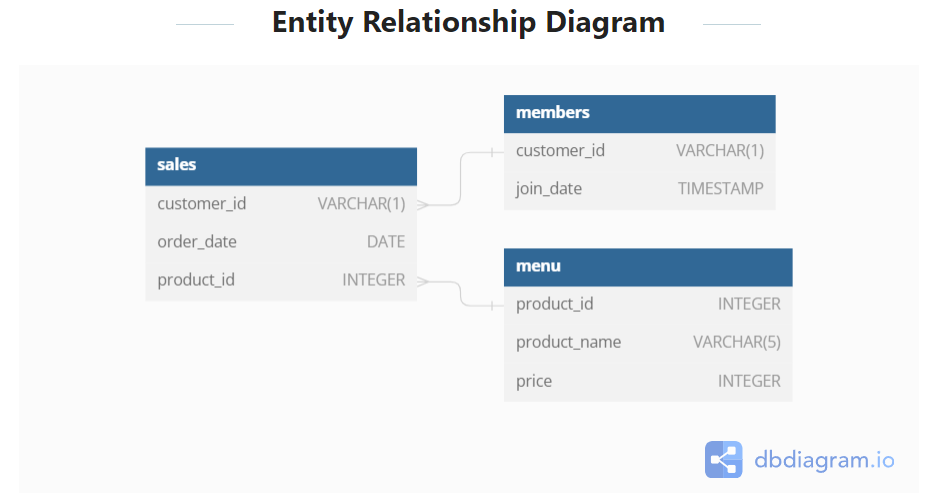 Entity Relationship Diagram
sales
customer_id VARCHAR(1)
order_date DATE
product_id INTEGER
members
customer_id VARCHAR(1)
join_date TIMESTAMP
menu
product_id INTEGER
product_name VARCHAR(5)
price INTEGER
dbdiagram.io